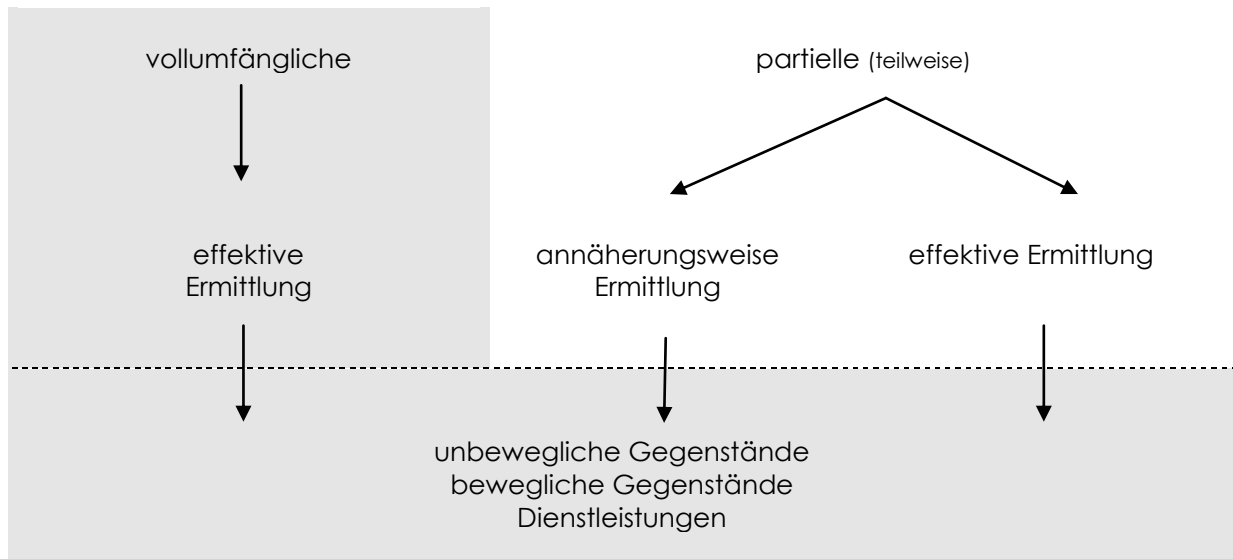 vollumfängliche
partielle (teilweise)
effektive
Ermittlung
annäherungsweise
Ermittlung
effektive Ermittlung
unbewegliche Gegenstände
bewegliche Gegenstände
Dienstleistungen